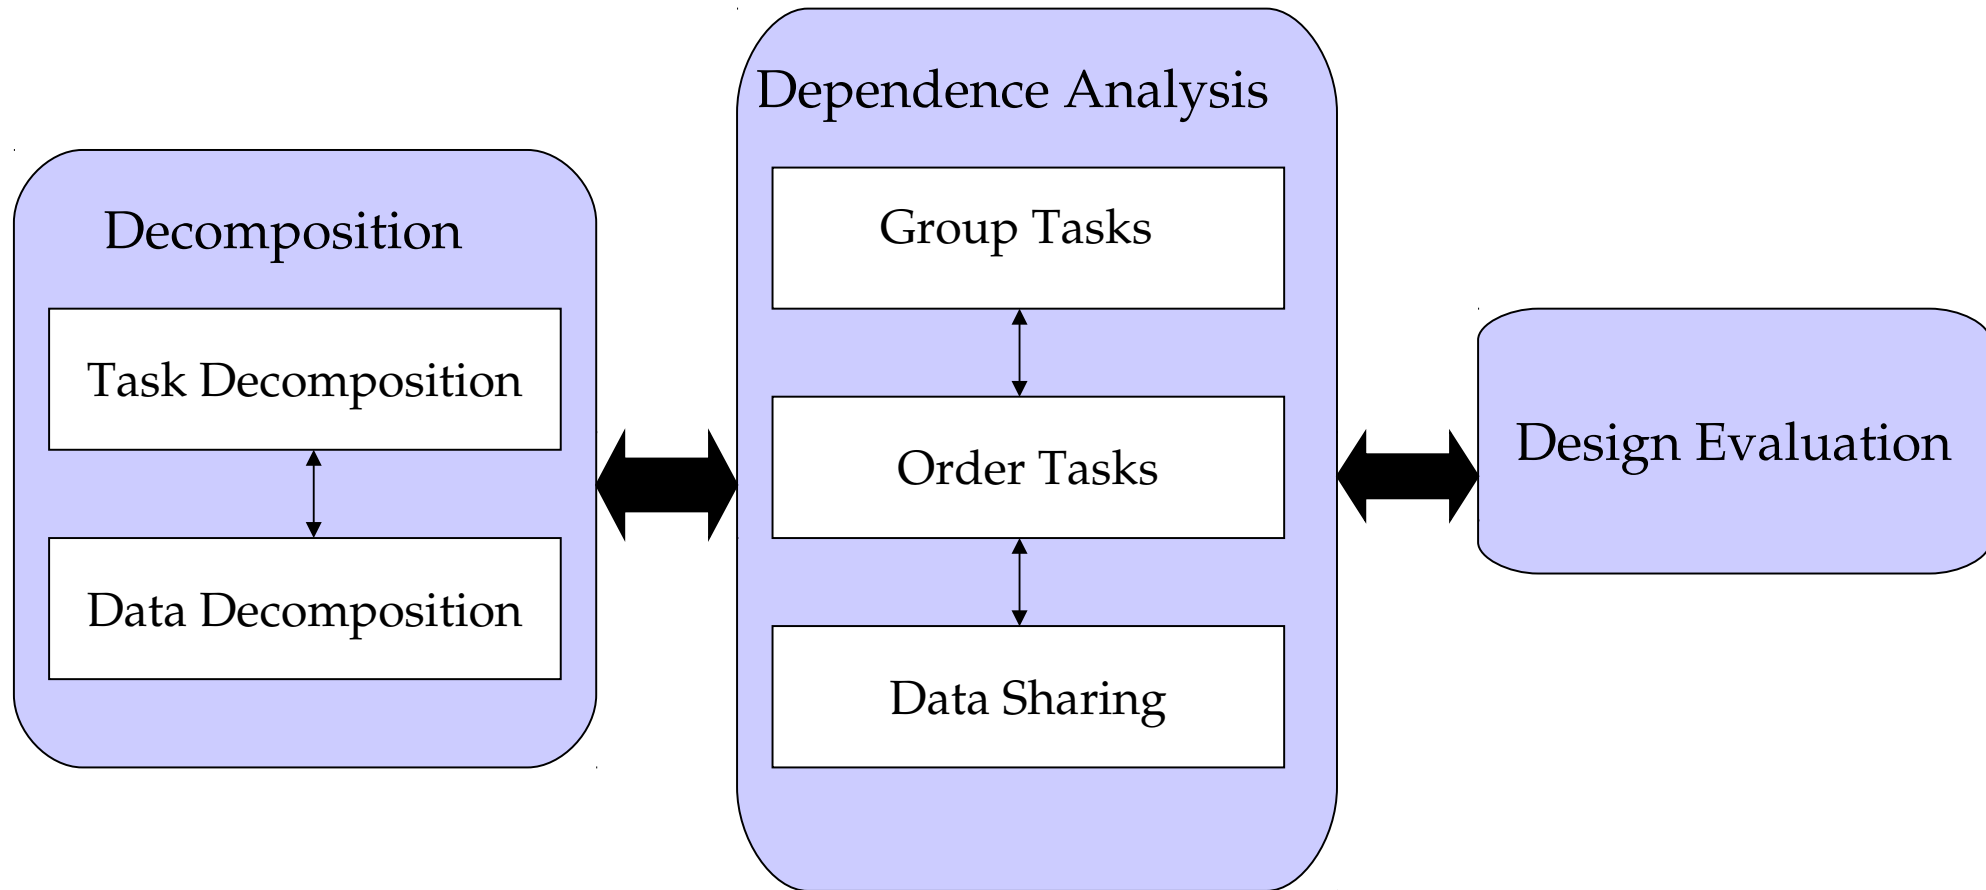 Decomposition
Task Decomposition
Data Decomposition
Dependence Analysis
Group Tasks
Order Tasks
Data Sharing
Design Evaluation